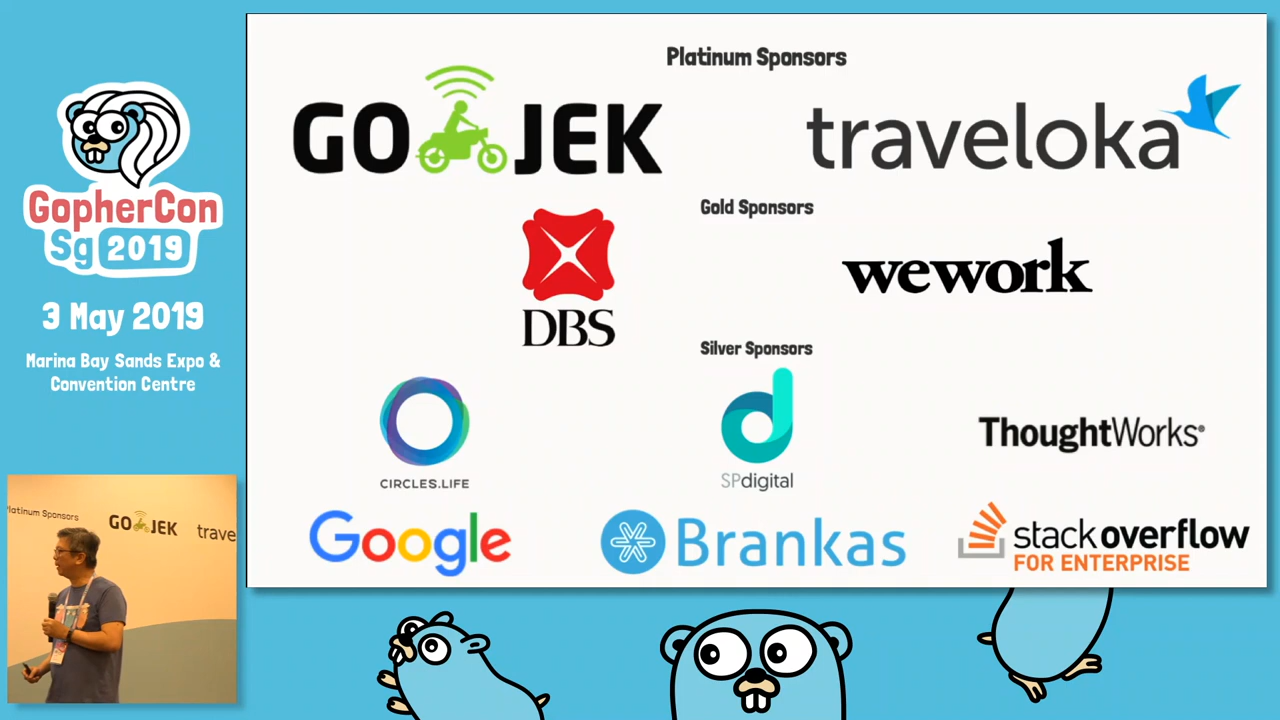 GopherCon
Sg 2019
3 May 2019
Marina Bay Sands Expo &
Convention Centre
Platinum Sponsors
GO JEK
traveloka
Gold Sponsors
DBS
wework
Silver Sponsors
CIRCLES.LIFE
SPdigital
ThoughtWorks®
Google
Brankas
stackoverflow
FOR ENTERPRISE
latinum Sponsors
GO JEK
trave